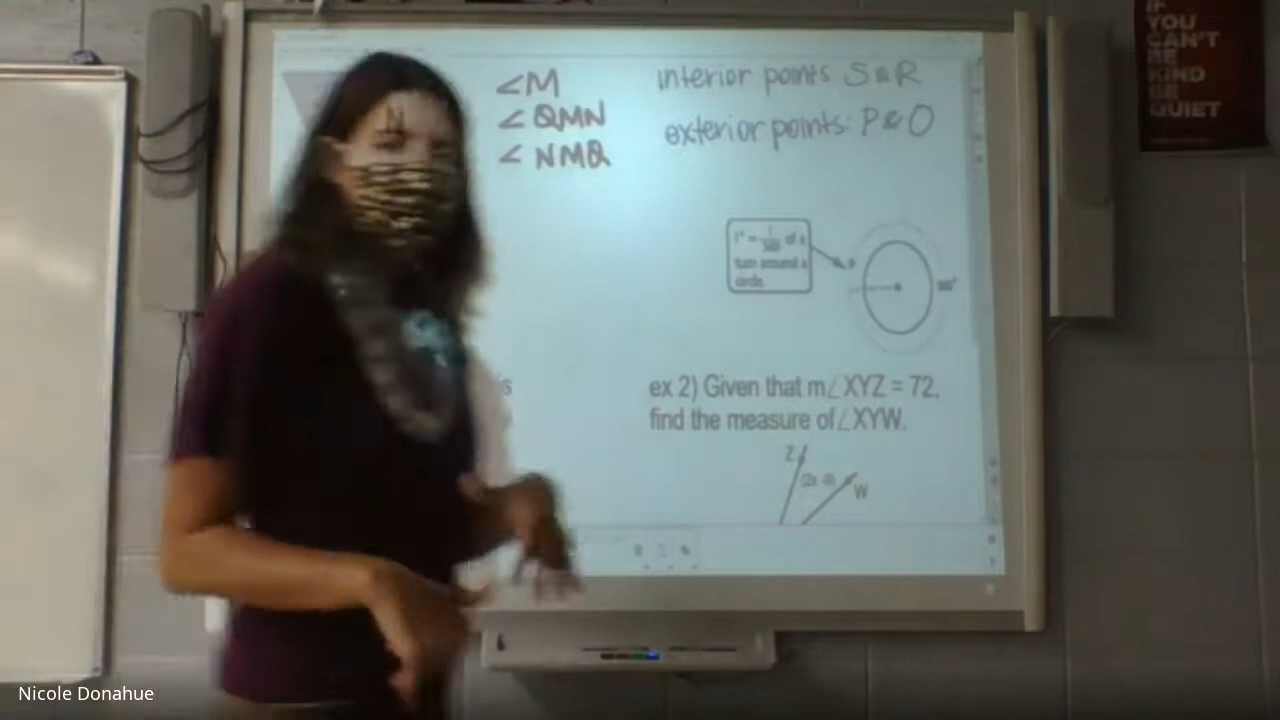 IF
YOU
CAN'T
BE
KIND
BE
QUIET
∠M
∠QMN
∠NMQ
interior points S & R
exterior points: P & O
1° = 1/360 of a
turn around a
circle.
ex 2) Given that m∠XYZ = 72,
find the measure of ∠XYW.
Z
W
Nicole Donahue